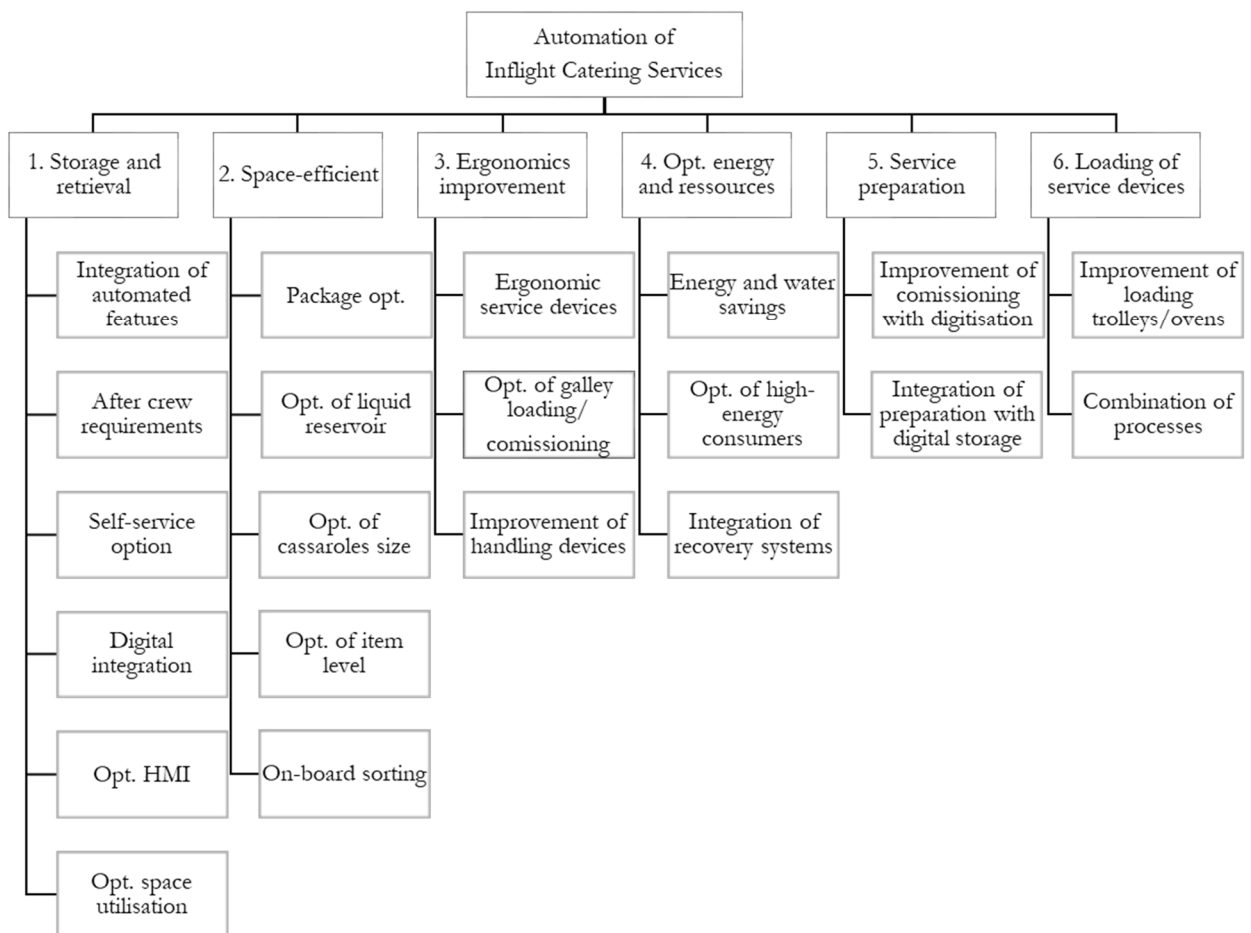 Automation of
Inflight Catering Services
1. Storage and
retrieval
2. Space-efficient
3. Ergonomics
improvement
4. Opt. energy
and ressources
5. Service
preparation
6. Loading of
service devices
Integration of
automated
features
After crew
requirements
Self-service
option
Digital
integration
Opt. HMI
Opt. space
utilisation
Package opt.
Opt. of liquid
reservoir
Opt. of
cassaroles size
Opt. of item
level
On-board sorting
Ergonomic
service devices
Opt. of galley
loading/
comissioning
Improvement of
handling devices
Energy and water
savings
Opt. of high-
energy
consumers
Integration of
recovery systems
Improvement of
comissioning
with digitisation
Integration of
preparation with
digital storage
Improvement of
loading
trolleys/ovens
Combination of
processes